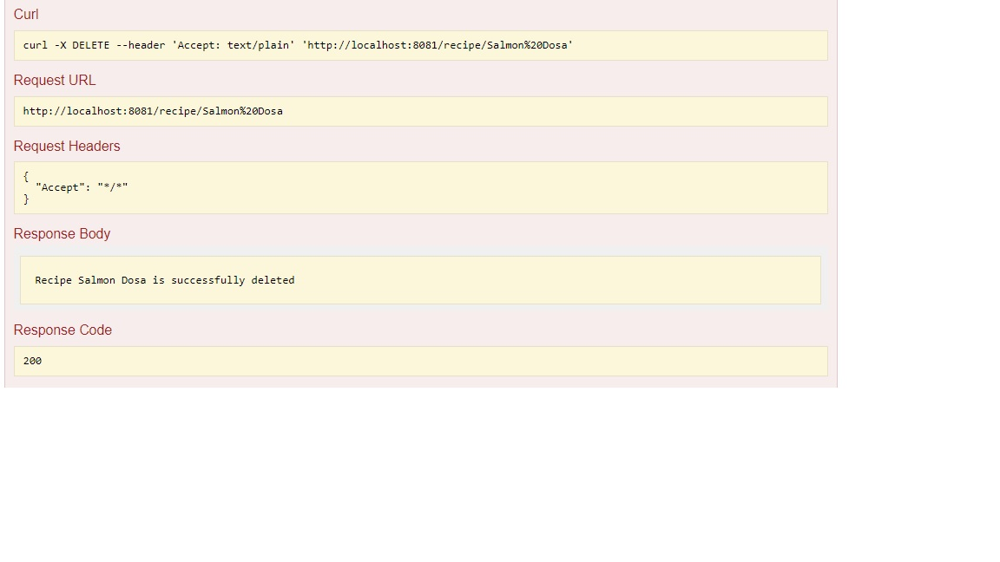 Curl
curl -X DELETE --header 'Accept: text/plain' 'http://localhost:8081/recipe/Salmon%20Dosa'
Request URL
http://localhost:8081/recipe/Salmon%20Dosa
Request Headers
{
  "Accept": "*/*"
}
Response Body
Recipe Salmon Dosa is successfully deleted
Response Code
200